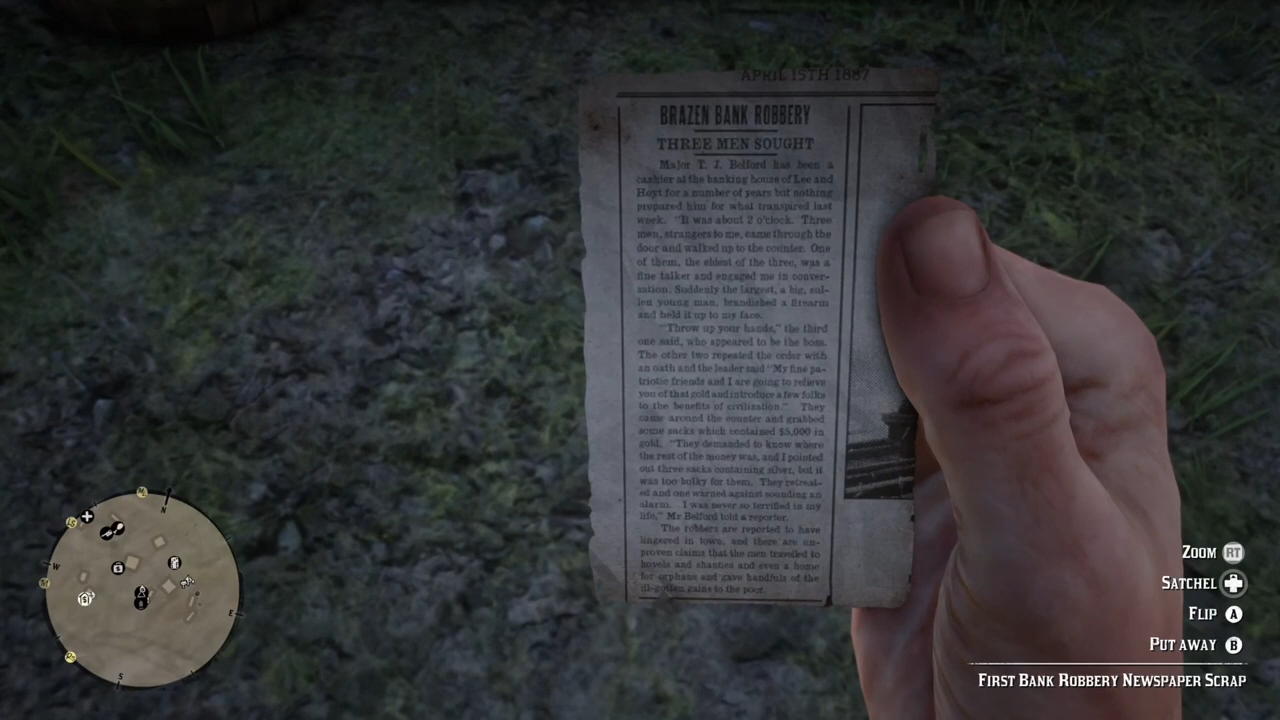 APRIL 15TH 1887
BRAZEN BANK ROBBERY
THREE MEN SOUGHT
Major T. J. Belford has been a
cashier at the banking house of Lee and
Hoyt for a number of years but nothing
prepared him for what transpired last
week. "It was about 2 o'clock. Three
men, strangers to me, came through the
door and walked up to the counter. One
of them, the eldest of the three, was a
fine talker and engaged me in conver-
sation. Suddenly the largest, a big, sul-
len young man, brandished a firearm
and held it up to my face.
"Throw up your hands," the third
one said, who appeared to be the boss.
The other two repeated the order with
an oath and the leader said "My fine pa-
triotic friends and I are going to relieve
you of that gold and introduce a few folks
to the benefits of civilization." They
came around the counter and grabbed
some sacks which contained $5,000 in
gold. "They demanded to know where
the rest of the money was, and I pointed
out three sacks containing silver, but it
was too bulky for them. They retreat-
ed and one warned against sounding an
alarm. I was never so terrified in my
life," Mr Belford told a reporter.
The robbers are reported to have
lingered in town, and there are un-
proven claims that the men travelled to
hovels and shanties and even a home
for orphans and gave handfuls of the
ill-gotten gains to the poor.
N
W
E
S
ZOOM RT
SATCHEL
FLIP A
PUT AWAY B
FIRST BANK ROBBERY NEWSPAPER SCRAP